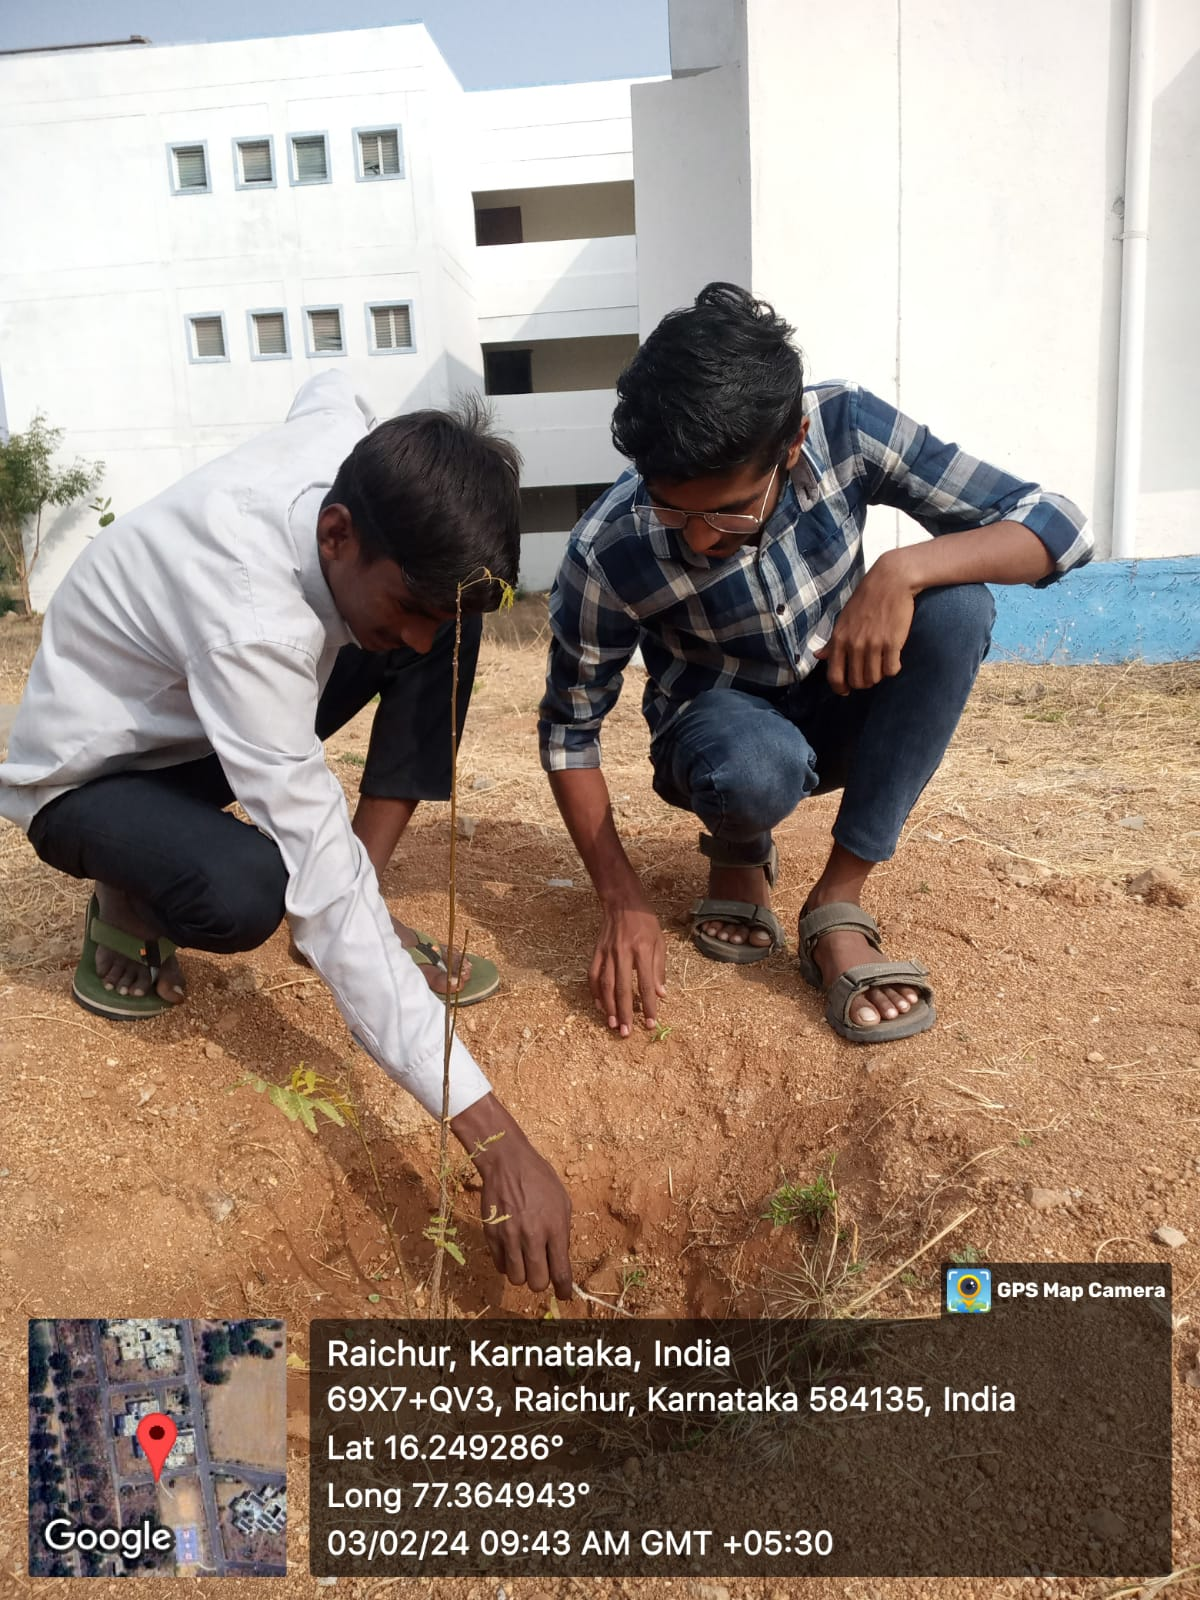 GPS Map Camera
Raichur, Karnataka, India
69X7+QV3, Raichur, Karnataka 584135, India
Lat 16.249286°
Long 77.364943°
03/02/24 09:43 AM GMT +05:30
Google